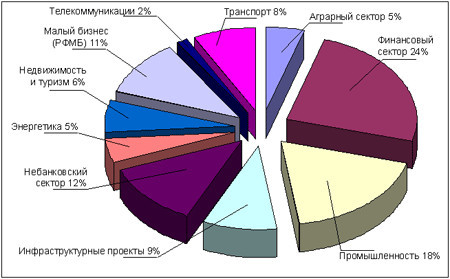 Телекоммуникации 2%
Транспорт 8%
Аграрный сектор 5%
Малый бизнес
(РФМБ) 11%
Финансовый
сектор 24%
Недвижимость
и туризм 6%
Энергетика 5%
Небанковский
сектор 12%
Инфраструктурные проекты 9%
Промышленность 18%